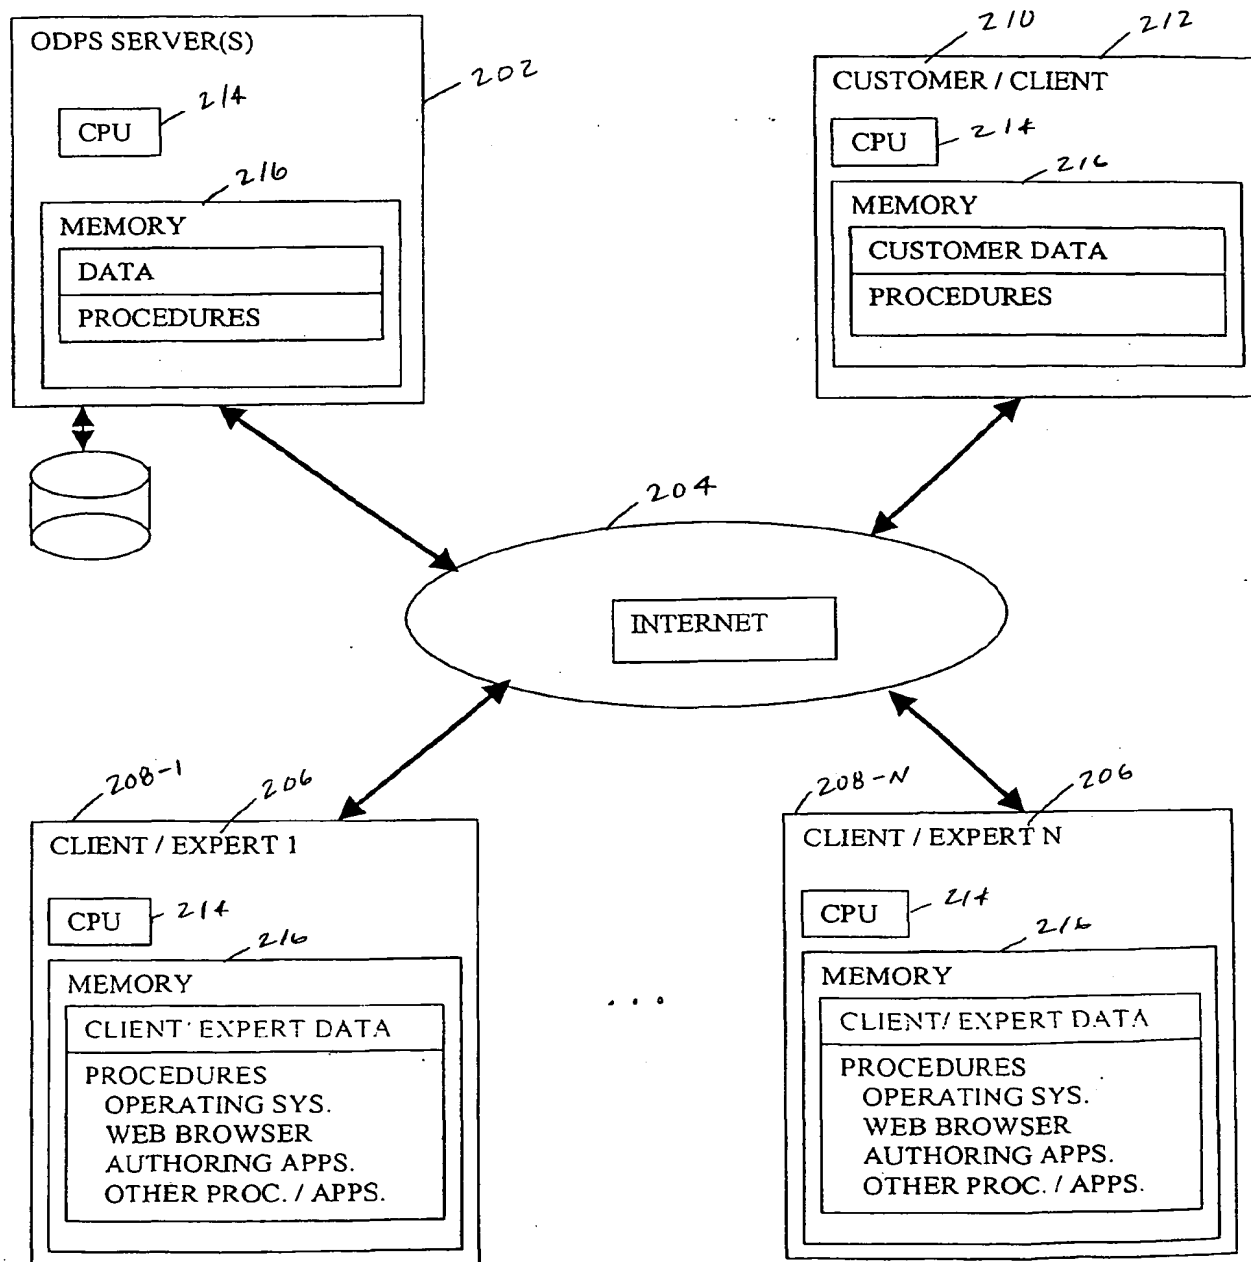 ODPS SERVER(S)
202
CPU
214
216
MEMORY
DATA
PROCEDURES
210
212
CUSTOMER / CLIENT
CPU
214
216
MEMORY
CUSTOMER DATA
PROCEDURES
204
INTERNET
208-1
206
CLIENT / EXPERT 1
CPU
214
216
MEMORY
CLIENT/ EXPERT DATA
PROCEDURES
OPERATING SYS.
WEB BROWSER
AUTHORING APPS.
OTHER PROC. / APPS.
...
208-N
206
CLIENT / EXPERT N
CPU
214
216
MEMORY
CLIENT/ EXPERT DATA
PROCEDURES
OPERATING SYS.
WEB BROWSER
AUTHORING APPS.
OTHER PROC. / APPS.